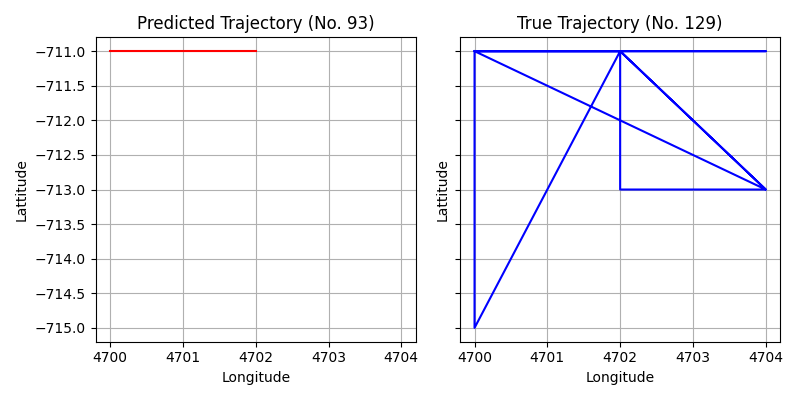 Predicted Trajectory (No. 93)
−711.0
−711.5
−712.0
−712.5
−713.0
−713.5
−714.0
−714.5
−715.0
Lattitude
4700 4701 4702 4703 4704
Longitude
True Trajectory (No. 129)
Lattitude
4700 4701 4702 4703 4704
Longitude